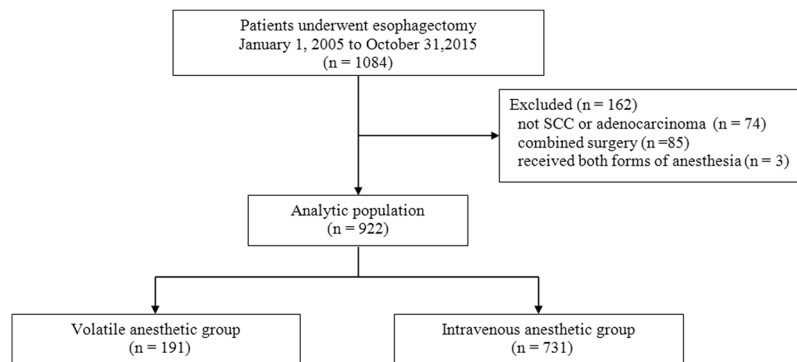 Patients underwent esophagectomy
January 1, 2005 to October 31,2015
(n = 1084)
Excluded (n = 162)
not SCC or adenocarcinoma (n = 74)
combined surgery (n =85)
received both forms of anesthesia (n = 3)
Analytic population
(n = 922)
Volatile anesthetic group
(n = 191)
Intravenous anesthetic group
(n = 731)